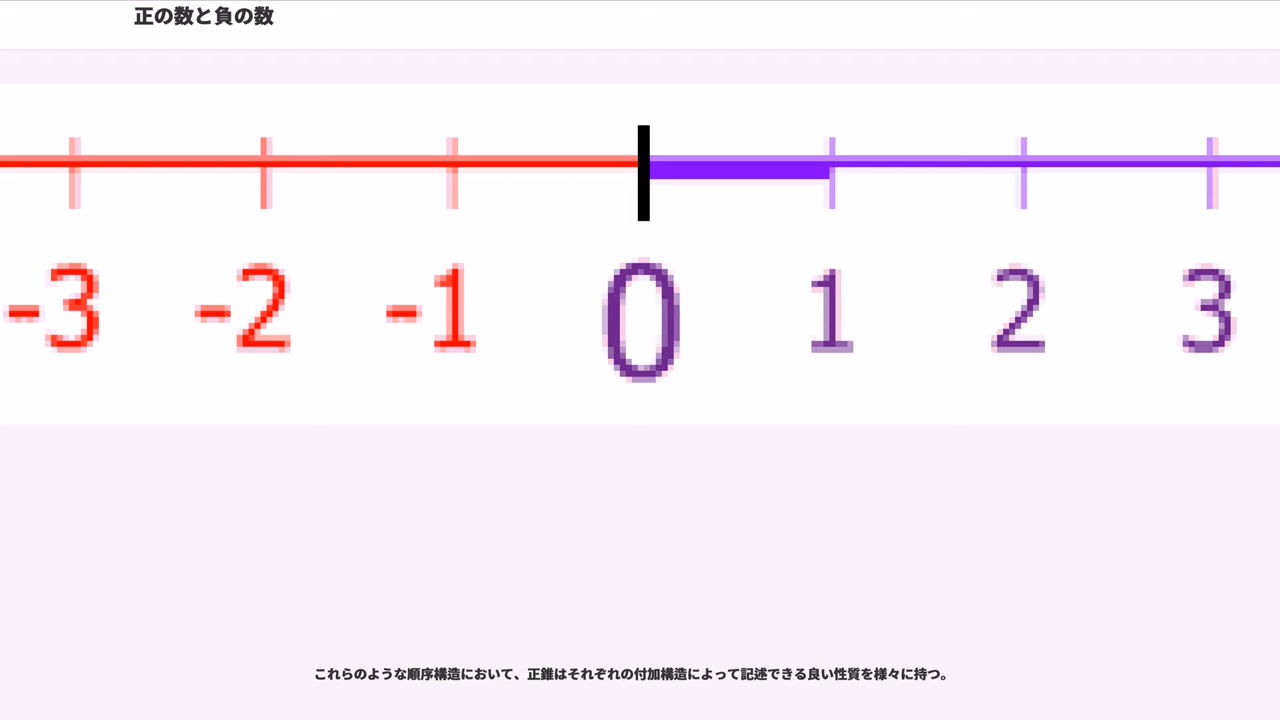 正の数と負の数
-3 -2 -1 0 1 2 3
これらのような順序構造において、正錐はそれぞれの付加構造によって記述できる良い性質を様々に持つ。